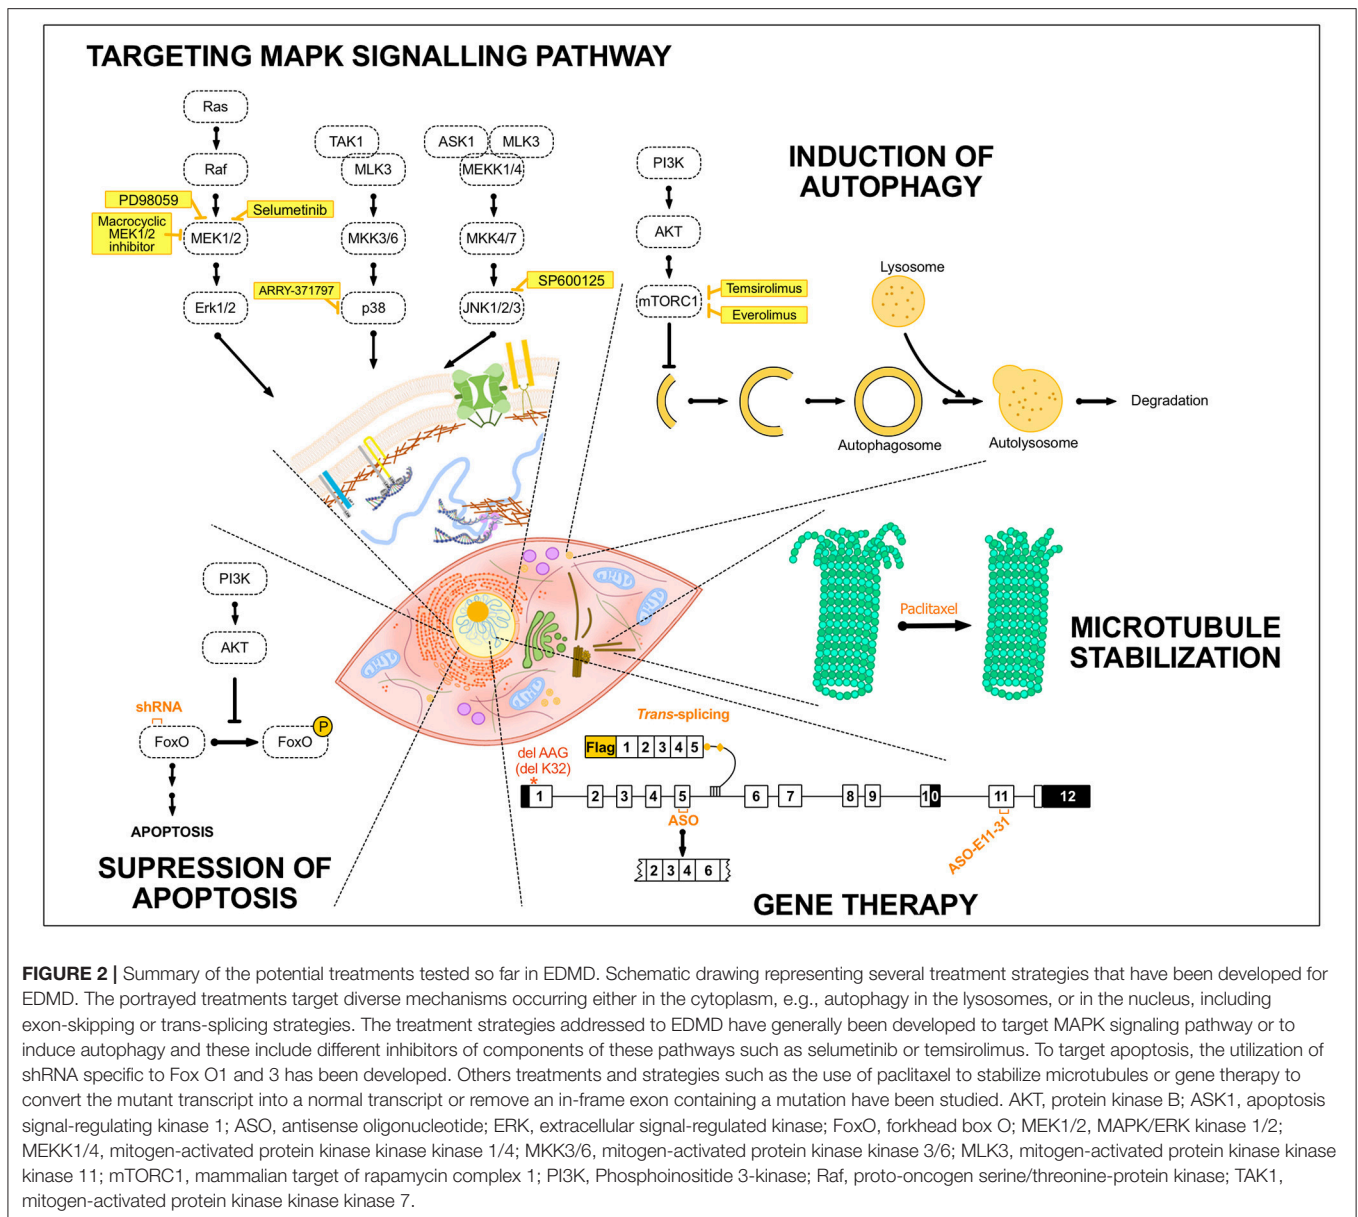 TARGETING MAPK SIGNALLING PATHWAY
Ras
Raf
PD98059
Selumetinib
Macrocyclic
MEK1/2
inhibitor
MEK1/2
Erk1/2
TAK1
MLK3
MKK3/6
ARRY-371797
p38
ASK1
MLK3
MEKK1/4
MKK4/7
SP600125
JNK1/2/3
INDUCTION OF
AUTOPHAGY
PI3K
AKT
mTORC1
Temsirolimus
Everolimus
Lysosome
Autophagosome
Autolysosome
Degradation
Paclitaxel
MICROTUBULE
STABILIZATION
PI3K
AKT
shRNA
FoxO
FoxO
P
APOPTOSIS
SUPRESSION OF
APOPTOSIS
Trans-splicing
Flag 1 2 3 4 5
del AAG
(del K32)
*
1 2 3 4 5 6 7 8 9 10 11 12
ASO
ASO-E11-31
2 3 4 6
GENE THERAPY
FIGURE 2 | Summary of the potential treatments tested so far in EDMD. Schematic drawing representing several treatment strategies that have been developed for
EDMD. The portrayed treatments target diverse mechanisms occurring either in the cytoplasm, e.g., autophagy in the lysosomes, or in the nucleus, including
exon-skipping or trans-splicing strategies. The treatment strategies addressed to EDMD have generally been developed to target MAPK signaling pathway or to
induce autophagy and these include different inhibitors of components of these pathways such as selumetinib or temsirolimus. To target apoptosis, the utilization of
shRNA specific to Fox O1 and 3 has been developed. Others treatments and strategies such as the use of paclitaxel to stabilize microtubules or gene therapy to
convert the mutant transcript into a normal transcript or remove an in-frame exon containing a mutation have been studied. AKT, protein kinase B; ASK1, apoptosis
signal-regulating kinase 1; ASO, antisense oligonucleotide; ERK, extracellular signal-regulated kinase; FoxO, forkhead box O; MEK1/2, MAPK/ERK kinase 1/2;
MEKK1/4, mitogen-activated protein kinase kinase kinase 1/4; MKK3/6, mitogen-activated protein kinase kinase 3/6; MLK3, mitogen-activated protein kinase kinase
kinase 11; mTORC1, mammalian target of rapamycin complex 1; PI3K, Phosphoinositide 3-kinase; Raf, proto-oncogen serine/threonine-protein kinase; TAK1,
mitogen-activated protein kinase kinase kinase 7.